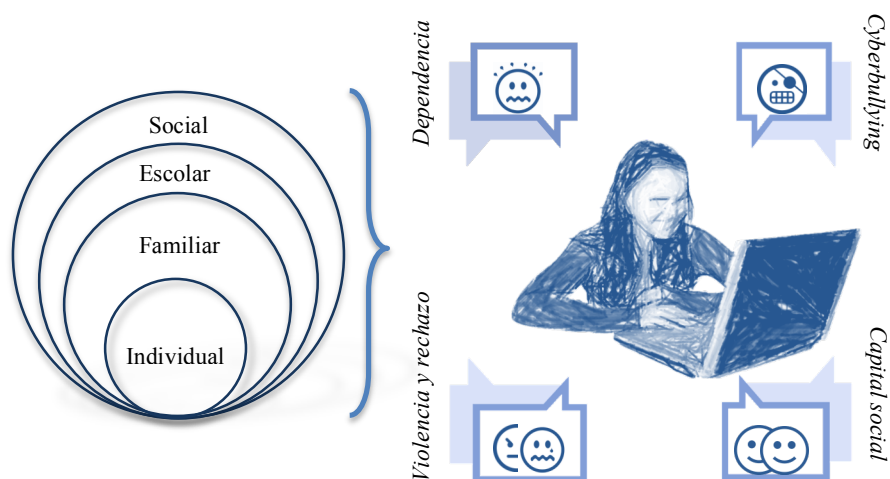 Social
Escolar
Familiar
Individual
Dependencia
Cyberbullying
Violencia y rechazo
Capital social